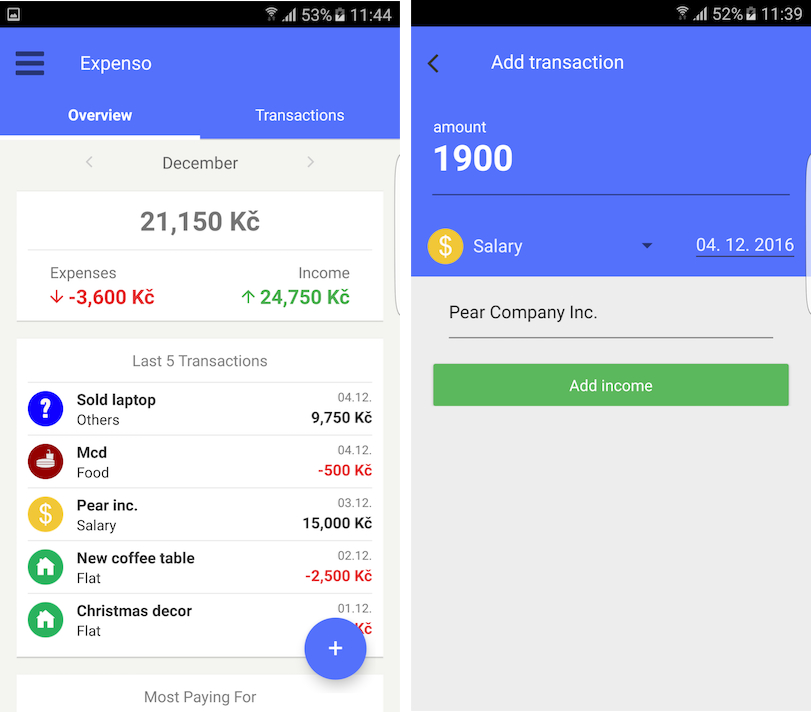 53% 11:44
Expenso
Overview Transactions
December
21,150 Kč
Expenses Income
-3,600 Kč 24,750 Kč
Last 5 Transactions
Sold laptop 04.12.
Others 9,750 Kč
Mcd 04.12.
Food -500 Kč
Pear inc. 03.12.
Salary 15,000 Kč
New coffee table 02.12.
Flat -2,500 Kč
Christmas decor 01.12.
Flat Kč
+
Most Paying For
52% 11:39
Add transaction
amount
1900
$ Salary 04. 12. 2016
Pear Company Inc.
Add income